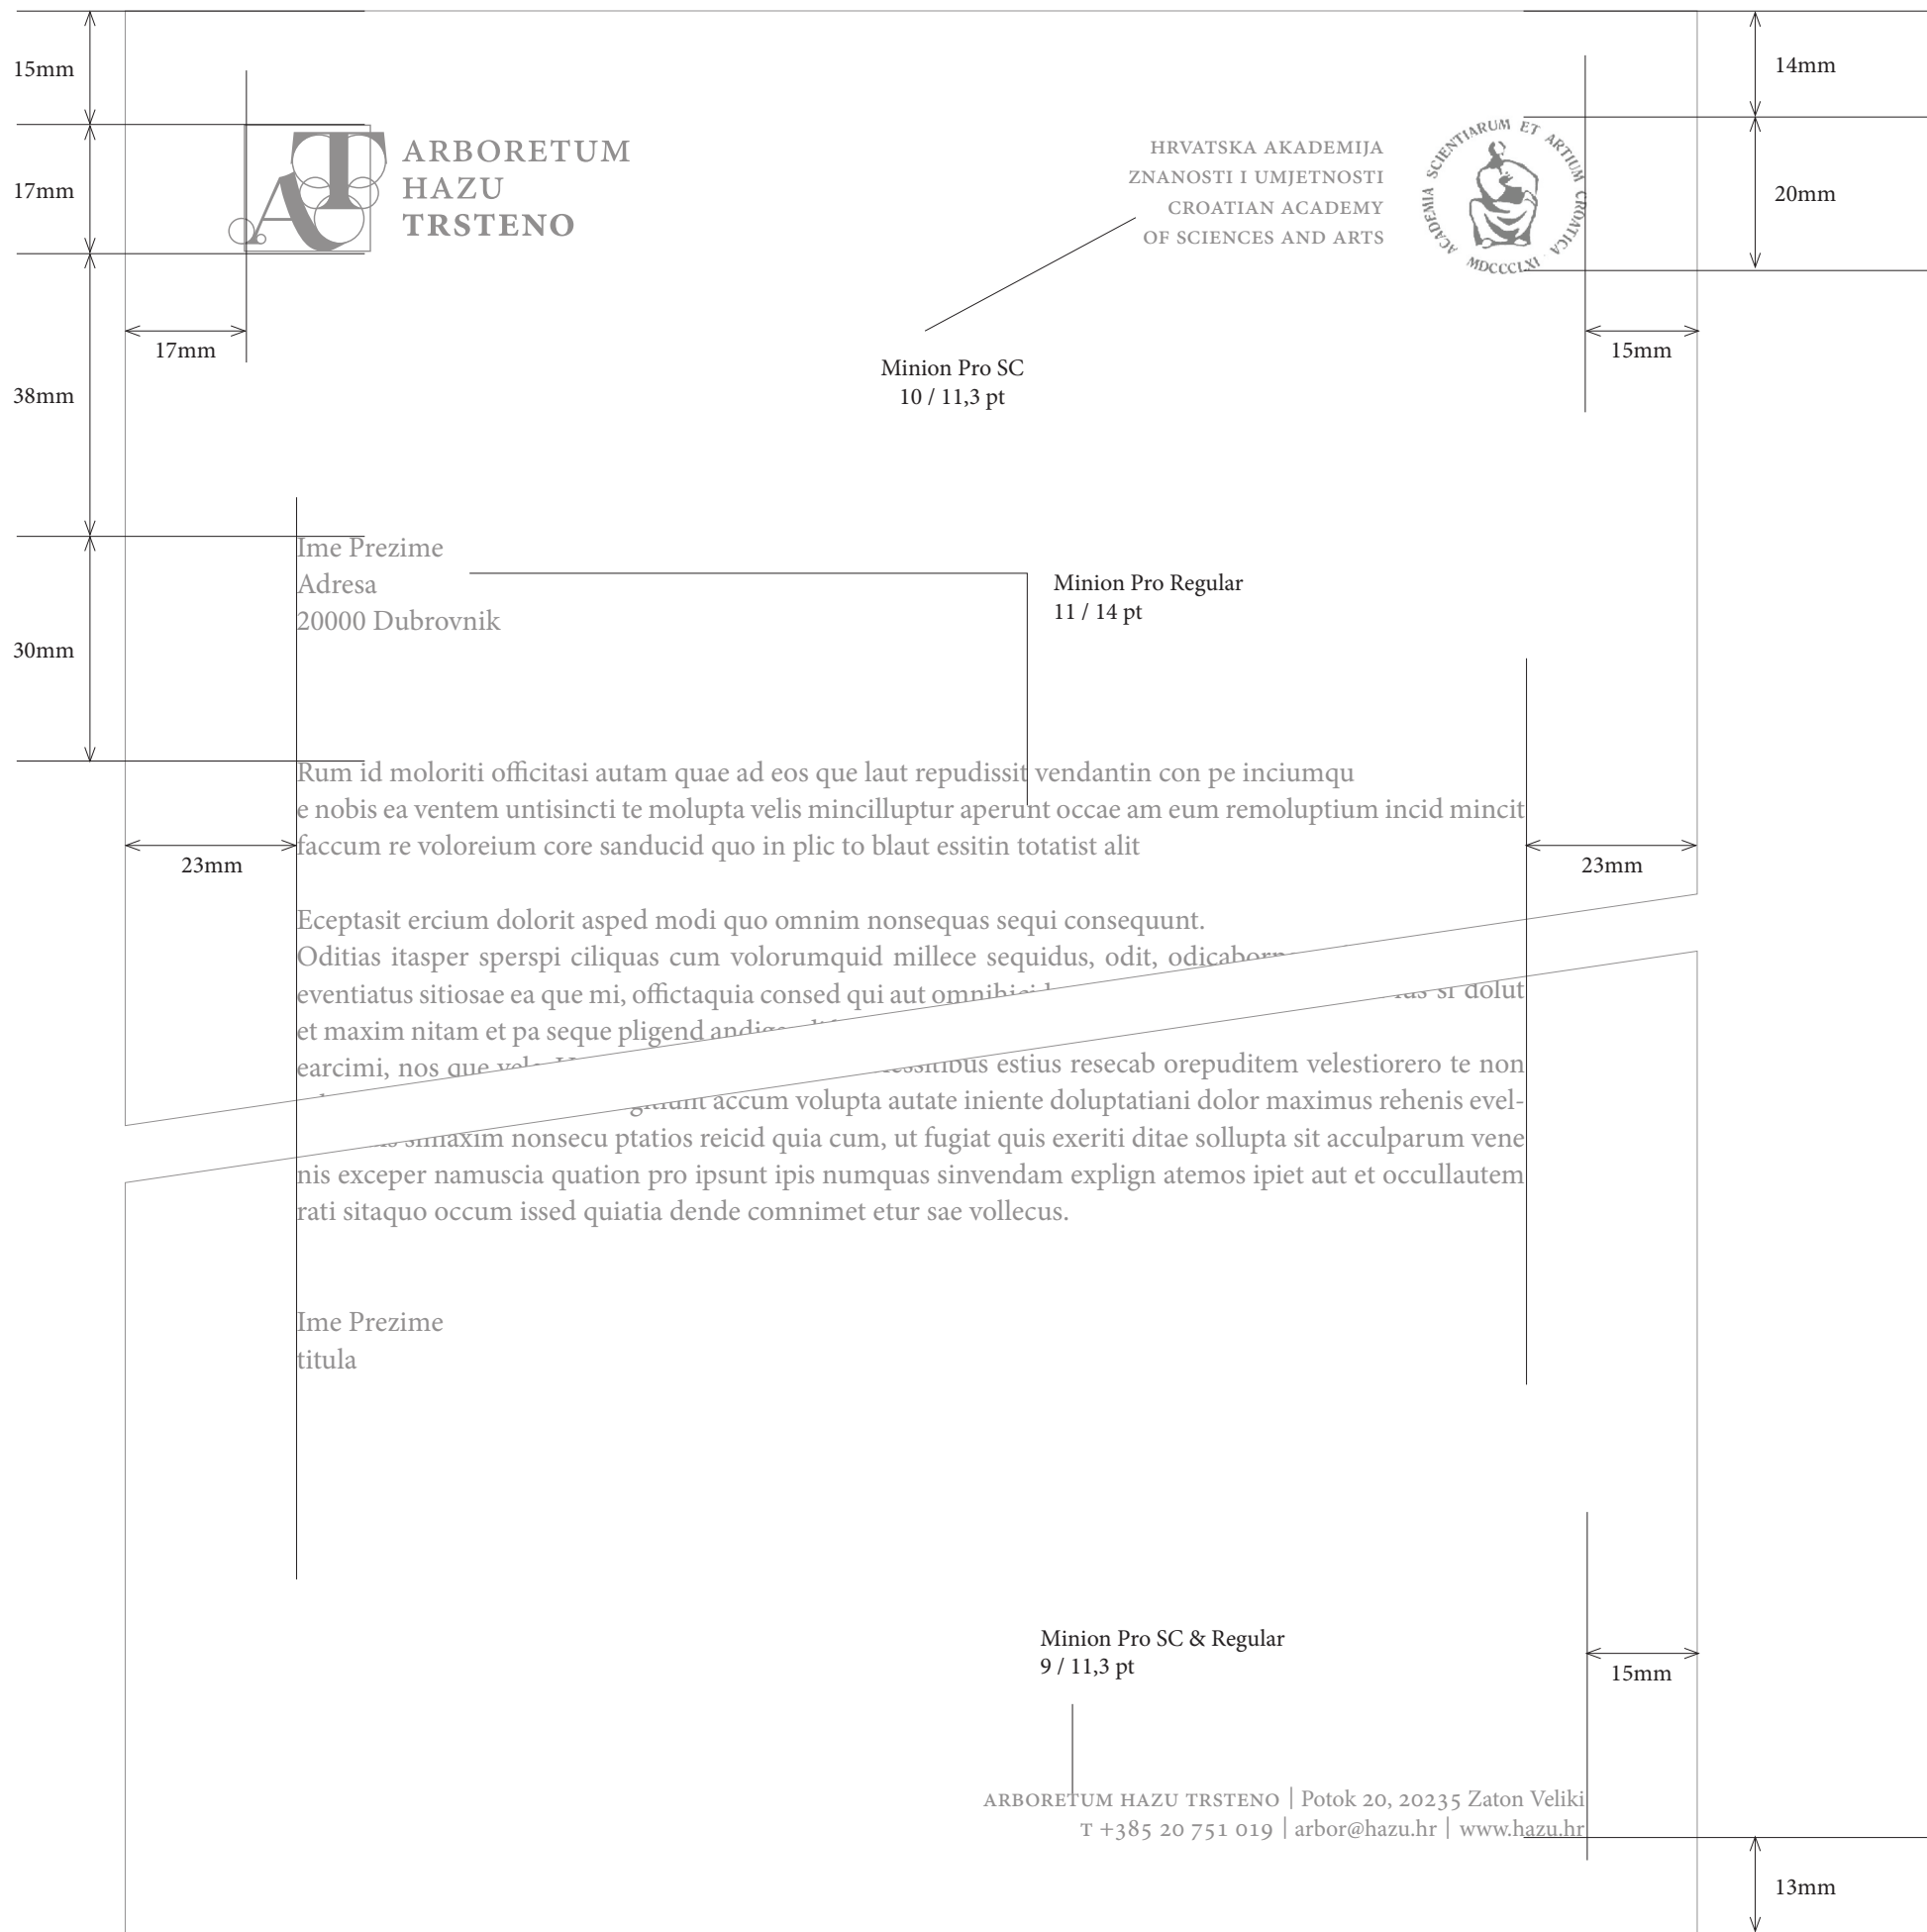 15mm
14mm
ARBORETUM
HAZU
TRSTENO
HRVATSKA AKADEMIJA
ZNANOSTI I UMJETNOSTI
CROATIAN ACADEMY
OF SCIENCES AND ARTS
ACADEMIA SCIENTIARUM ET ARTIUM CROATICA
MDCCCLXI
17mm
20mm
17mm
15mm
Minion Pro SC
10 / 11,3 pt
38mm
Ime Prezime
Adresa
20000 Dubrovnik
Minion Pro Regular
11 / 14 pt
30mm
Rum id moloriti officitasi autam quae ad eos que laut repudissit vendantin con pe inciumqu
e nobis ea ventem untisincti te molupta velis mincilluptur aperunt occae am eum remoluptium incid mincit
faccum re voloreium core sanducid quo in plic to blaut essitin totatist alit
23mm
23mm
Eceptasit ercium dolorit asped modi quo omnim nonsequas sequi consequunt.
Oditias itasper sperspi ciliquas cum volorumquid millece sequidus, odit,
eventiatus sitiosae ea que mi, offictaquia consed qui aut si dolut
et maxim nitam et pa seque pligend
earcimi, nos que estius resecab orepuditem velestiorero te non
accum volupta autate iniente doluptatiani dolor maximus rehenis evel-
nonsecu ptatios reicid quia cum, ut fugiat quis exeriti ditae sollupta sit acculparum vene
nis exceper namuscia quation pro ipsunt ipis numquas sinvendam explign atemos ipiet aut et occullautem
rati sitaquo occum issed quiatia dende comnimet etur sae vollecus.
Ime Prezime
titula
Minion Pro SC & Regular
9 / 11,3 pt
15mm
ARBORETUM HAZU TRSTENO | Potok 20, 20235 Zaton Veliki
T +385 20 751 019 | arbor@hazu.hr | www.hazu.hr
13mm